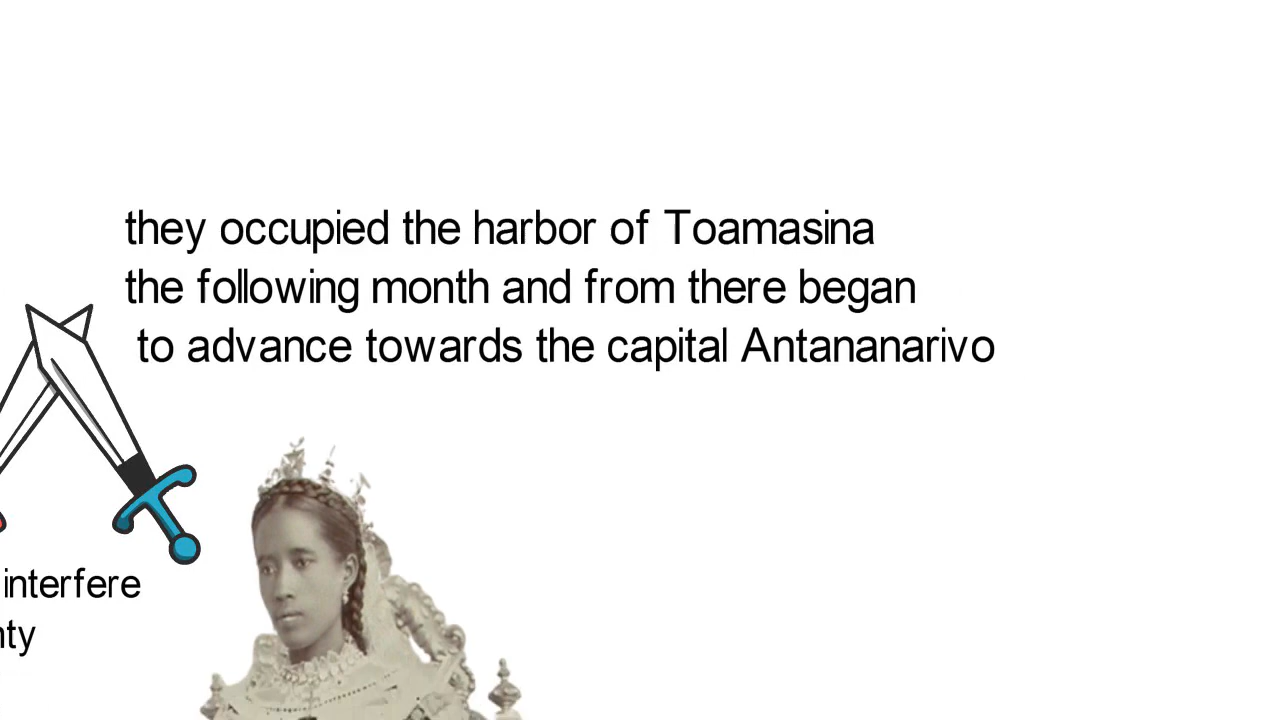 they occupied the harbor of Toamasina
the following month and from there began
to advance towards the capital Antananarivo
interfere